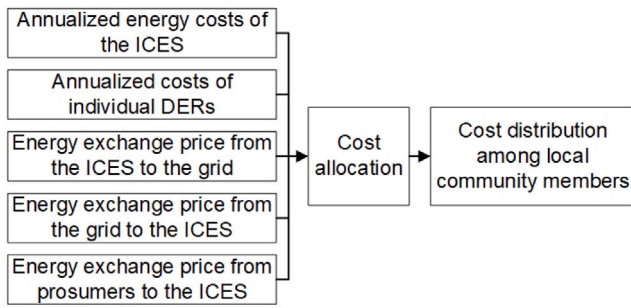 Annualized energy costs of
the ICES
Annualized costs of
individual DERs
Energy exchange price from
the ICES to the grid
Energy exchange price from
the grid to the ICES
Energy exchange price from
prosumers to the ICES
Cost
allocation
Cost distribution
among local
community members